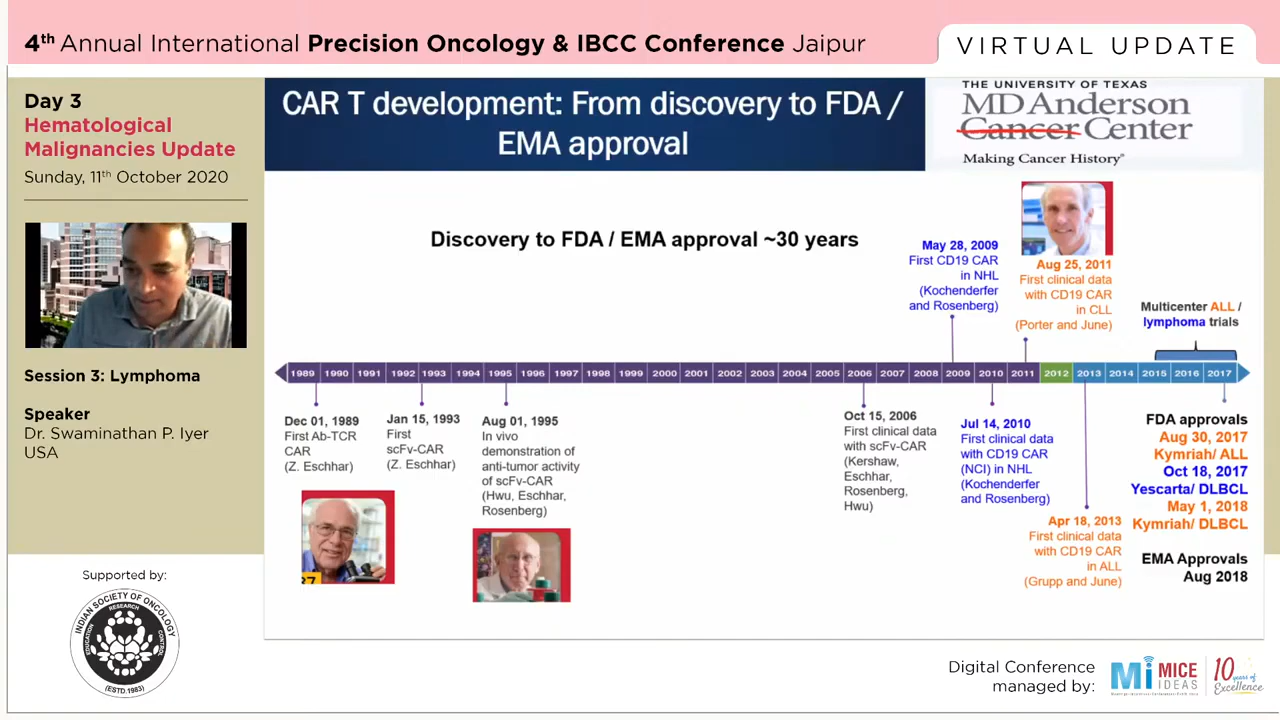 4th Annual International Precision Oncology & IBCC Conference Jaipur
VIRTUAL UPDATE
Day 3
Hematological
Malignancies Update
Sunday, 11th October 2020
Session 3: Lymphoma
Speaker
Dr. Swaminathan P. Iyer
USA
Supported by:
INDIAN SOCIETY OF ONCOLOGY
EDUCATION
RESEARCH
CONTROL
(ESTD.1983)
CAR T development: From discovery to FDA /
EMA approval
THE UNIVERSITY OF TEXAS
MD Anderson
Cancer Center
Making Cancer History®
Discovery to FDA / EMA approval ~30 years
May 28, 2009
First CD19 CAR
in NHL
(Kochenderfer
and Rosenberg)
Aug 25, 2011
First clinical data
with CD19 CAR
in CLL
(Porter and June)
Multicenter ALL /
lymphoma trials
1989 1990 1991 1992 1993 1994 1995 1996 1997 1998 1999 2000 2001 2002 2003 2004 2005 2006 2007 2008 2009 2010 2011 2012 2013 2014 2015 2016 2017
Dec 01, 1989
First Ab-TCR
CAR
(Z. Eschhar)
Jan 15, 1993
First
scFv-CAR
(Z. Eschhar)
Aug 01, 1995
In vivo
demonstration of
anti-tumor activity
of scFv-CAR
(Hwu, Eschhar,
Rosenberg)
Oct 15, 2006
First clinical data
with scFv-CAR
(Kershaw,
Eschhar,
Rosenberg,
Hwu)
Jul 14, 2010
First clinical data
with CD19 CAR
(NCI) in NHL
(Kochenderfer
and Rosenberg)
Apr 18, 2013
First clinical data
with CD19 CAR
in ALL
(Grupp and June)
FDA approvals
Aug 30, 2017
Kymriah/ ALL
Oct 18, 2017
Yescarta/ DLBCL
May 1, 2018
Kymriah/ DLBCL
EMA Approvals
Aug 2018
Digital Conference
managed by:
Mi MICE
IDEAS
10 years of
Excellence